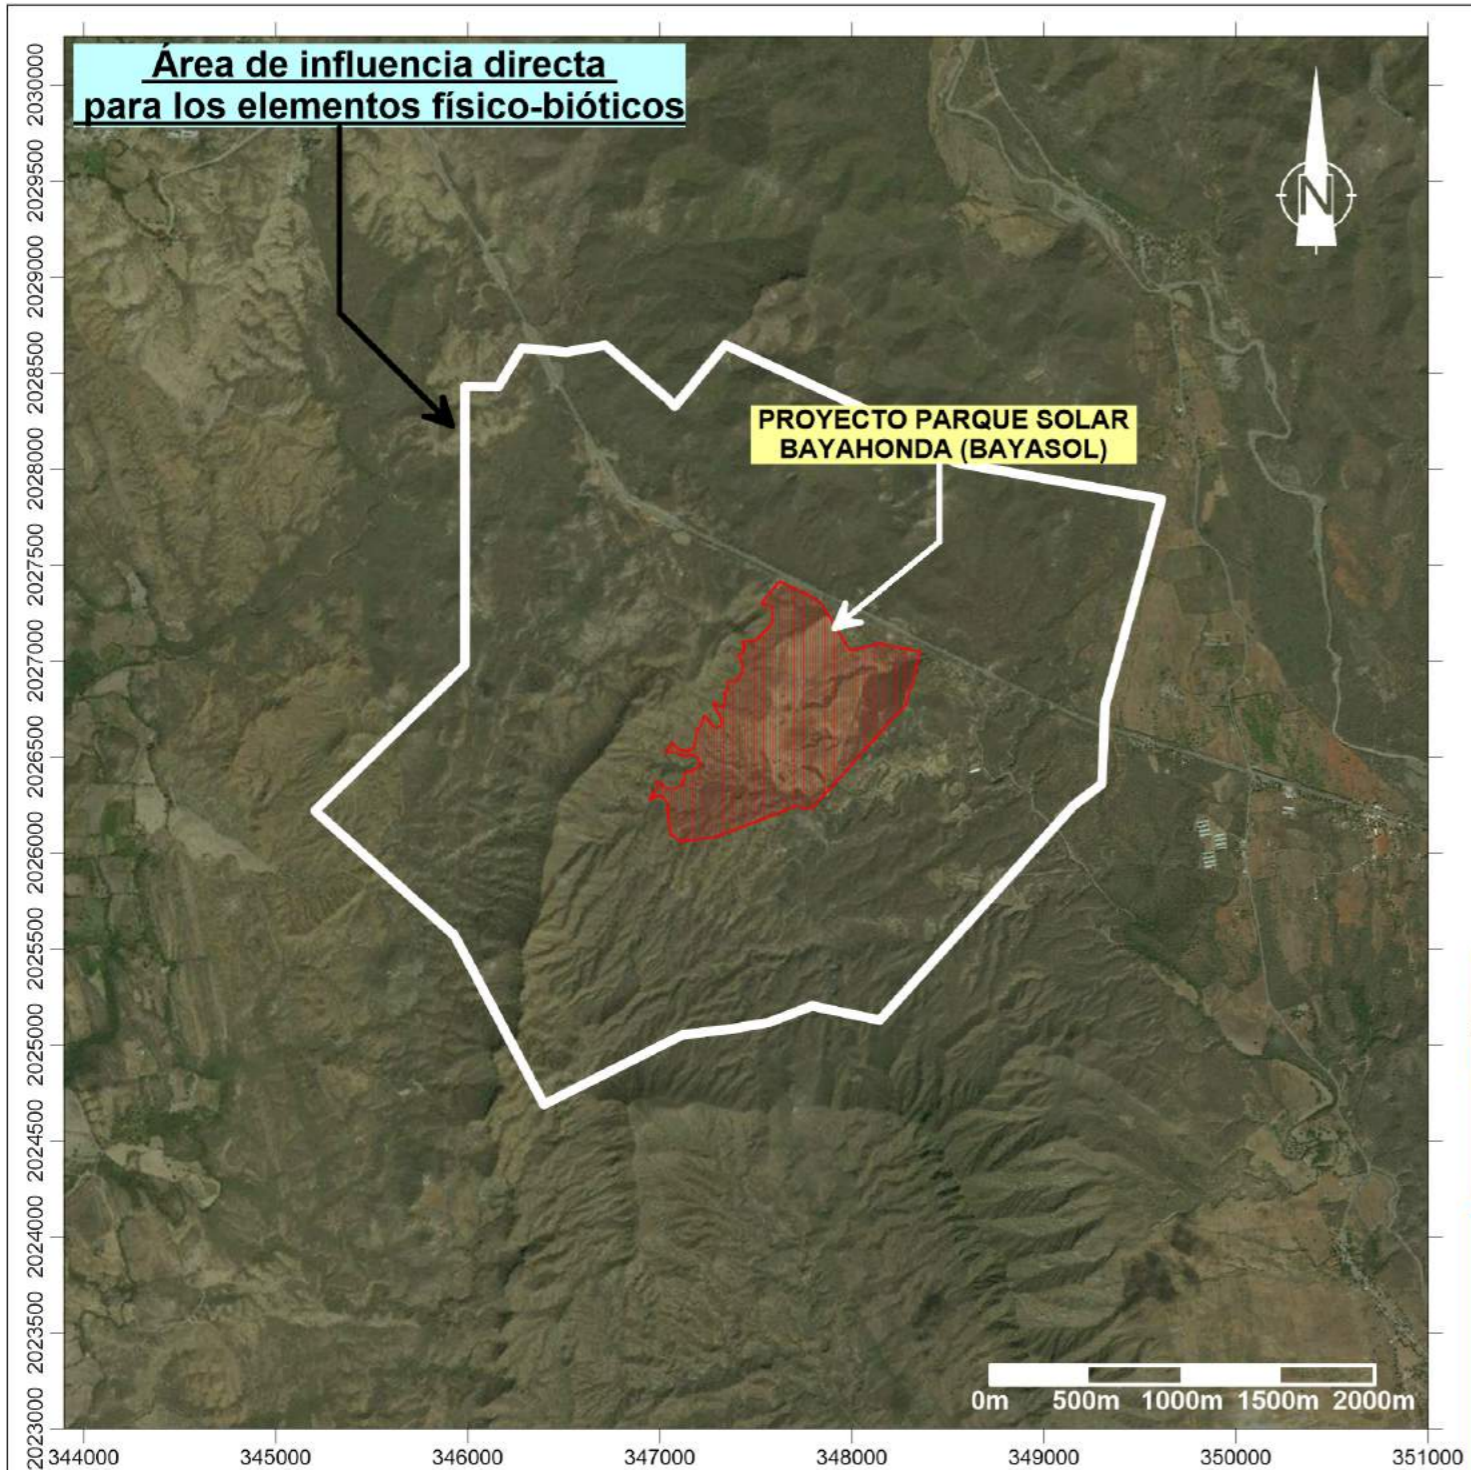 Área de influencia directa
para los elementos físico-bióticos
N
PROYECTO PARQUE SOLAR
BAYAHONDA (BAYASOL)
2030000
2029500
2029000
2028500
2028000
2027500
2027000
2026500
2026000
2025500
2025000
2024500
2024000
2023500
2023000
0m 500m 1000m 1500m 2000m
344000 345000 346000 347000 348000 349000 350000 351000